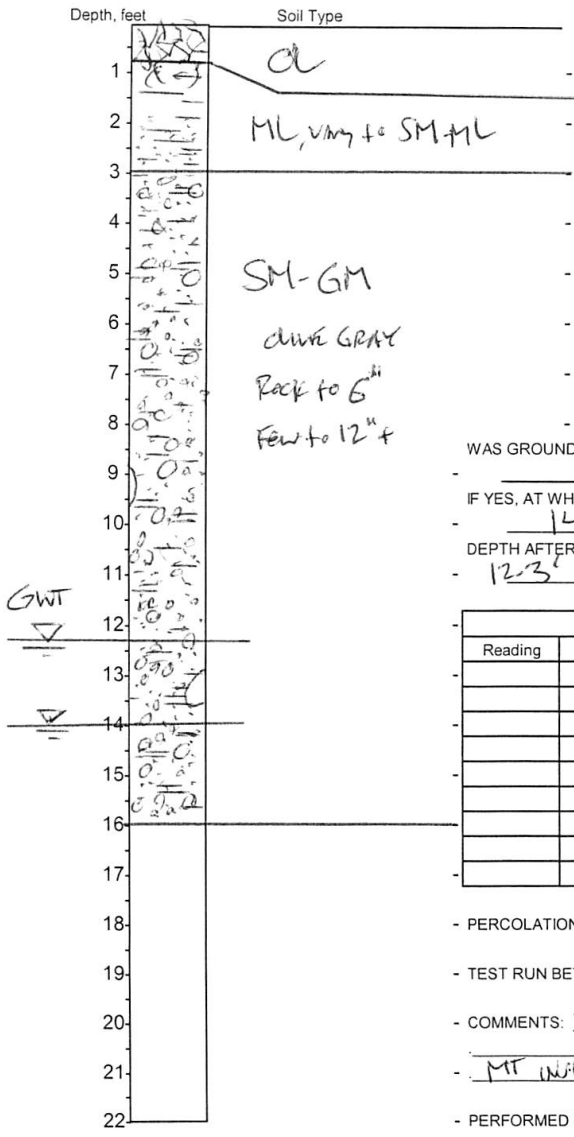 Depth, feet Soil Type
OL
1
2 ML, vary to SM-ML
3
4
5 SM-GM
6 OLIVE GRAY
7 Rock to 6"
8 Few to 12"+
WAS GROUND
9
IF YES, AT WH
10 14
DEPTH AFTER
11 12.3'
GWT
12
Reading
13
14
15
16
17
18 - PERCOLATION
19 - TEST RUN BE
20 - COMMENTS:
21 MT
22 - PERFORMED